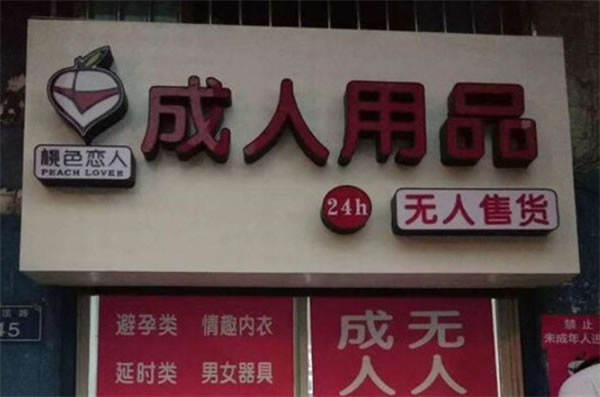 成人用品
桃色恋人
PEACH LOVER
24h
无人售货
避孕类 情趣内衣
延时类 男女器具
成人
无人
禁止
未成年人进
45